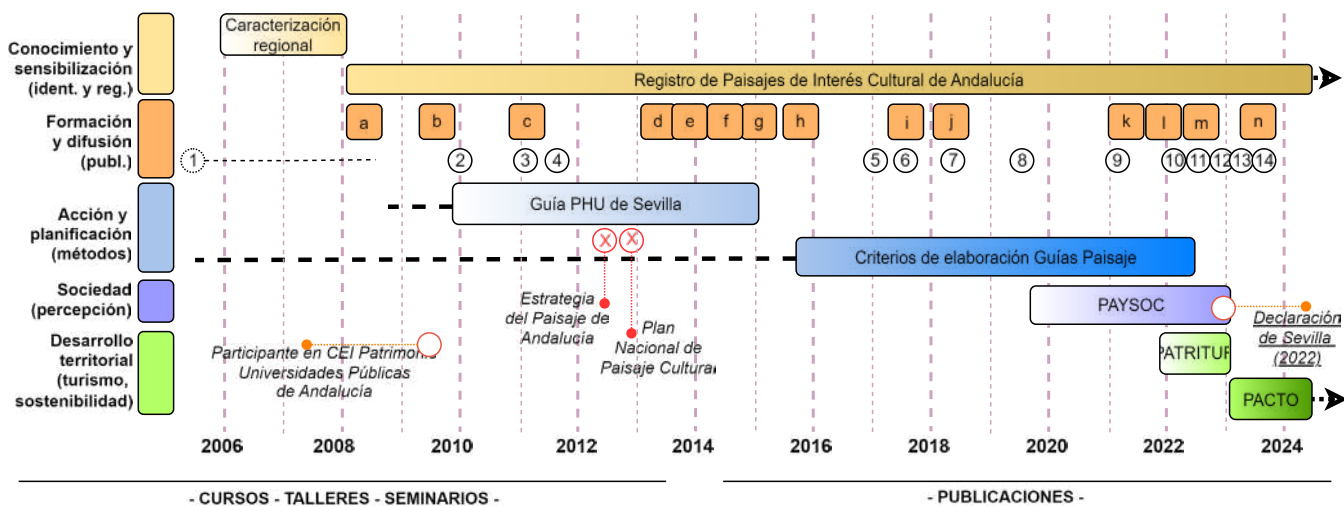 Conocimiento y
sensibilización
(ident. y reg.)
Caracterización
regional
Registro de Paisajes de Interés Cultural de Andalucía
Formación
y difusión
(publ.)
a b c d e f g h i j k l m n
1 2 3 4 5 6 7 8 9 10 11 12 13 14
Acción y
planificación
(métodos)
Guía PHU de Sevilla
X X
Criterios de elaboración Guías Paisaje
Sociedad
(percepción)
PAYSOC
Estrategia
del Paisaje de
Andalucía
Plan
Nacional de
Paisaje Cultural
Declaración
de Sevilla
(2022)
Desarrollo
territorial
(turismo,
sostenibilidad)
Participante en CEI Patrimonio
Universidades Públicas
de Andalucía
PATRITUR
PACTO
2006 2008 2010 2012 2014 2016 2018 2020 2022 2024
- CURSOS - TALLERES - SEMINARIOS -
- PUBLICACIONES -